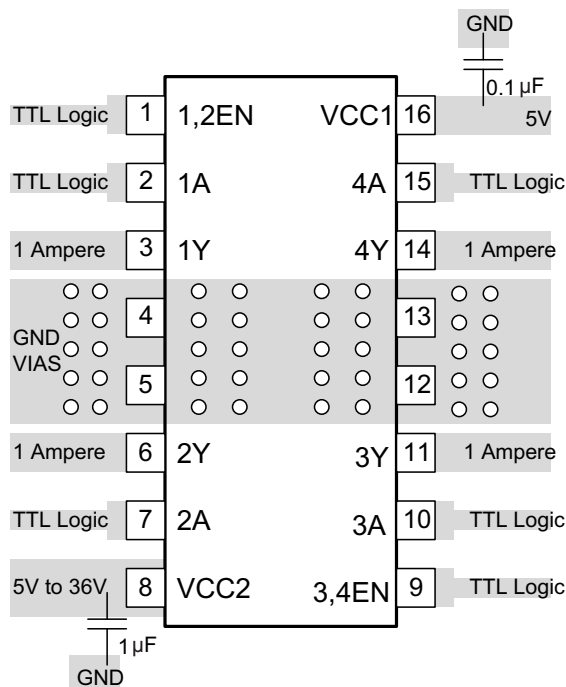 GND
0.1 µF
TTL Logic 1 1,2EN VCC1 16 5V
TTL Logic 2 1A 4A 15 TTL Logic
1 Ampere 3 1Y 4Y 14 1 Ampere
4 13
GND
VIAS
5 12
1 Ampere 6 2Y 3Y 11 1 Ampere
TTL Logic 7 2A 3A 10 TTL Logic
5V to 36V 8 VCC2 3,4EN 9 TTL Logic
1 µF
GND